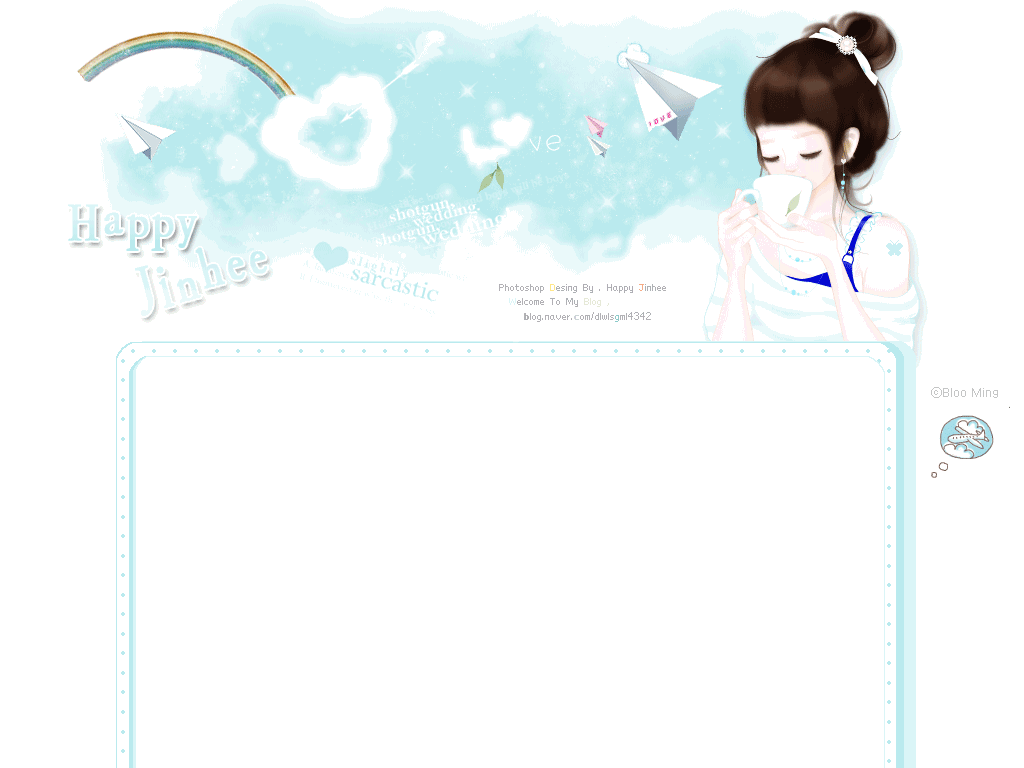 LOVE
ve
shotgun,
wedding,
shotgun,
wedding
Happy
Jinhee
slightly
sarcastic
Photoshop Desing By . Happy Jinhee
Welcome To My Blog .
blog.naver.com/dlwlsgml4342
©Bloo Ming